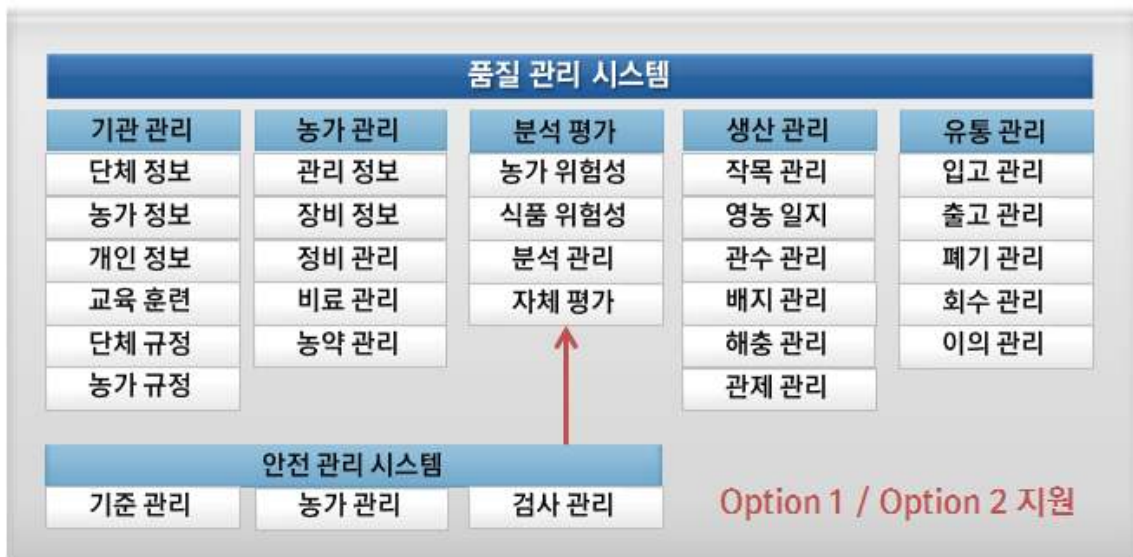 품질 관리 시스템
기관 관리
단체 정보
농가 정보
개인 정보
교육 훈련
단체 규정
농가 규정
농가 관리
관리 정보
장비 정보
정비 관리
비료 관리
농약 관리
분석 평가
농가 위험성
식품 위험성
분석 관리
자체 평가
생산 관리
작목 관리
영농 일지
관수 관리
배지 관리
해충 관리
관제 관리
유통 관리
입고 관리
출고 관리
폐기 관리
회수 관리
이의 관리
안전 관리 시스템
기준 관리
농가 관리
검사 관리
Option 1 / Option 2 지원